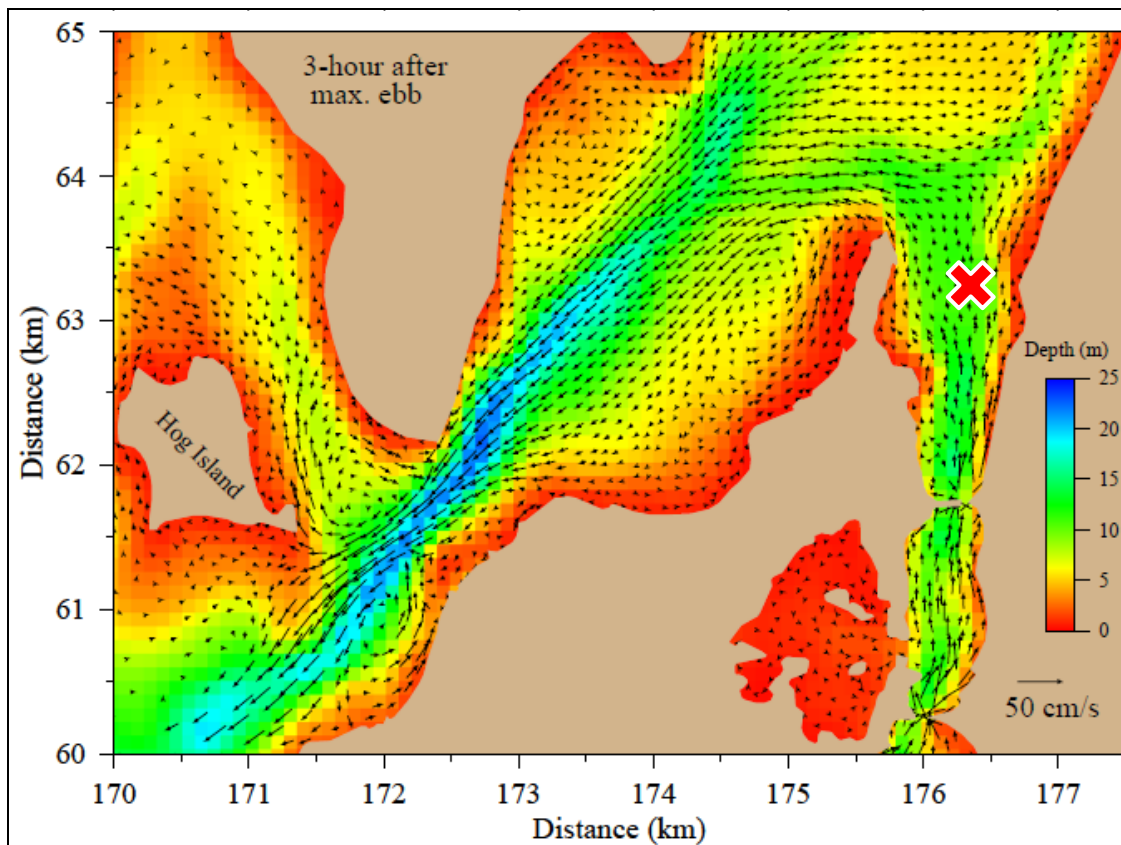 65
64
63
62
61
60
Distance (km)
3-hour after
max. ebb
Hog Island
Depth (m)
25
20
15
10
5
0
50 cm/s
170
171
172
173
174
175
176
177
Distance (km)